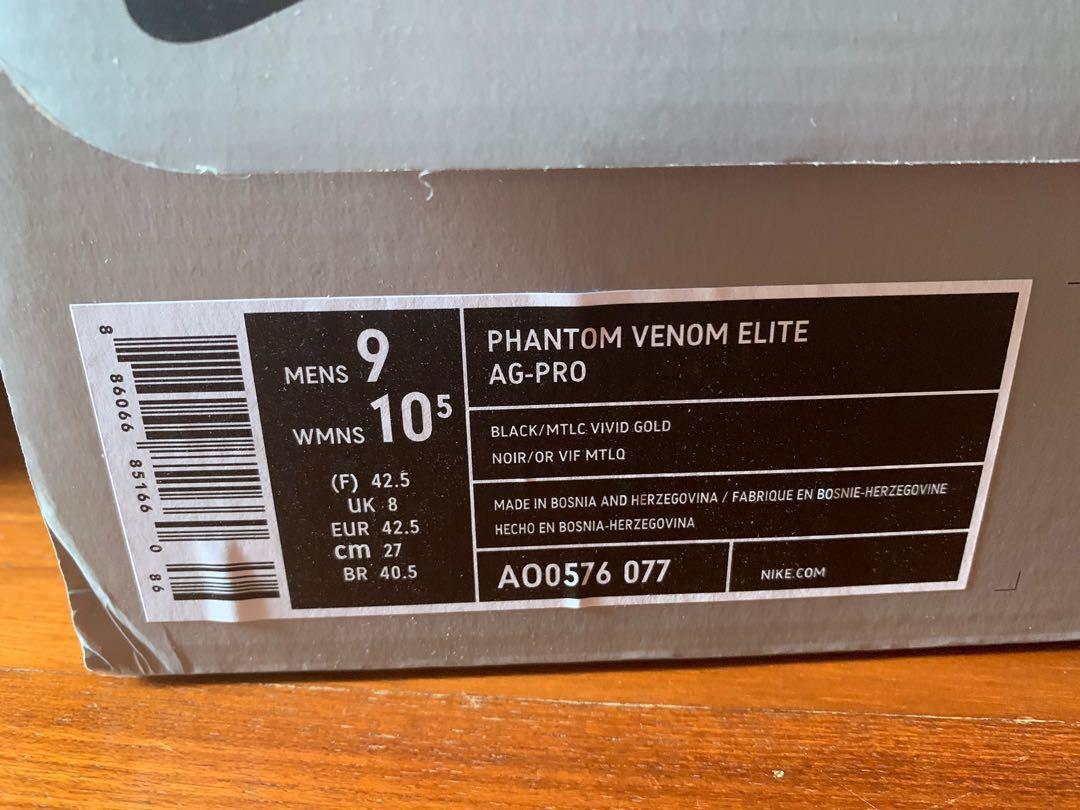 8 86066 85166 0 86
MENS 9
WMNS 10⁵
(F) 42.5
UK 8
EUR 42.5
cm 27
BR 40.5
PHANTOM VENOM ELITE
AG-PRO
BLACK/MTLC VIVID GOLD
NOIR/OR VIF MTLQ
MADE IN BOSNIA AND HERZEGOVINA / FABRIQUE EN BOSNIE-HERZEGOVINE
HECHO EN BOSNIA-HERZEGOVINA
AO0576 077
NIKE.COM